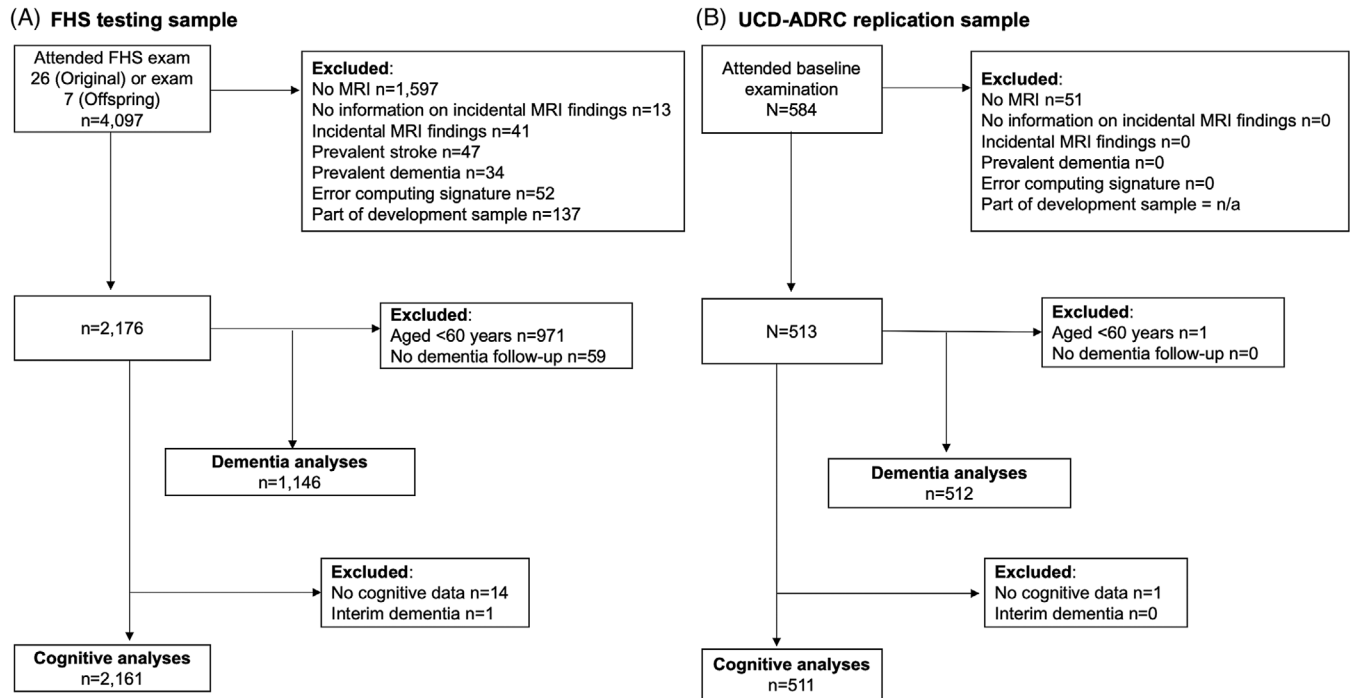 (A) FHS testing sample
Attended FHS exam
26 (Original) or exam
7 (Offspring)
n=4,097
Excluded:
No MRI n=1,597
No information on incidental MRI findings n=13
Incidental MRI findings n=41
Prevalent stroke n=47
Prevalent dementia n=34
Error computing signature n=52
Part of development sample n=137
n=2,176
Excluded:
Aged <60 years n=971
No dementia follow-up n=59
Dementia analyses
n=1,146
Excluded:
No cognitive data n=14
Interim dementia n=1
Cognitive analyses
n=2,161
(B) UCD-ADRC replication sample
Attended baseline
examination
N=584
Excluded:
No MRI n=51
No information on incidental MRI findings n=0
Incidental MRI findings n=0
Prevalent dementia n=0
Error computing signature n=0
Part of development sample = n/a
N=513
Excluded:
Aged <60 years n=1
No dementia follow-up n=0
Dementia analyses
n=512
Excluded:
No cognitive data n=1
Interim dementia n=0
Cognitive analyses
n=511